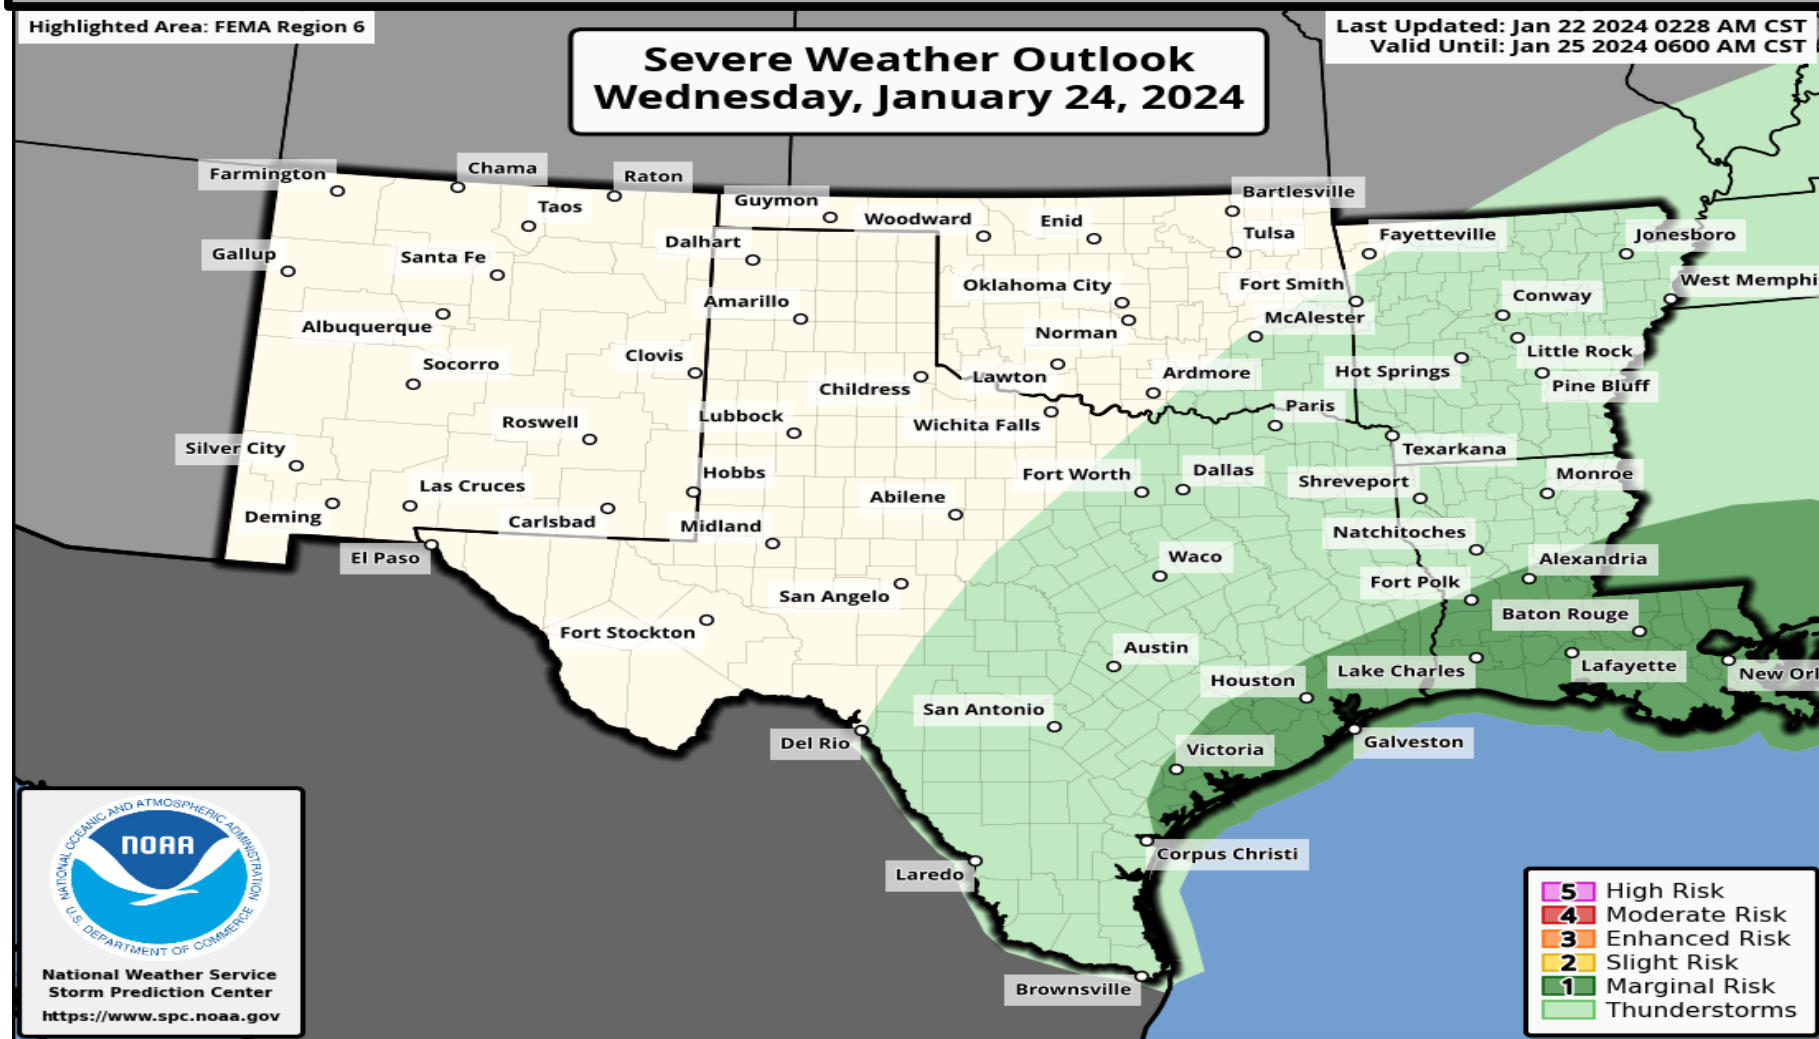 Highlighted Area: FEMA Region 6
Severe Weather Outlook
Wednesday, January 24, 2024
Last Updated: Jan 22 2024 0228 AM CST
Valid Until: Jan 25 2024 0600 AM CST
Farmington
Chama
Raton
Taos
Guymon
Woodward
Enid
Bartlesville
Tulsa
Fayetteville
Jonesboro
Gallup
Santa Fe
Dalhart
Oklahoma City
Fort Smith
Conway
West Memphi
Albuquerque
Amarillo
Norman
McAlester
Little Rock
Socorro
Clovis
Childress
Lawton
Ardmore
Hot Springs
Pine Bluff
Roswell
Lubbock
Wichita Falls
Paris
Texarkana
Silver City
Las Cruces
Hobbs
Abilene
Fort Worth
Dallas
Shreveport
Monroe
Deming
Carlsbad
Midland
Natchitoches
El Paso
San Angelo
Waco
Fort Polk
Alexandria
Fort Stockton
Austin
Baton Rouge
Houston
Lake Charles
Lafayette
New Orl
San Antonio
Del Rio
Victoria
Galveston
Laredo
Corpus Christi
Brownsville
NATIONAL OCEANIC AND ATMOSPHERIC ADMINISTRATION
NOAA
U.S. DEPARTMENT OF COMMERCE
National Weather Service
Storm Prediction Center
https://www.spc.noaa.gov
5 High Risk
4 Moderate Risk
3 Enhanced Risk
2 Slight Risk
1 Marginal Risk
Thunderstorms